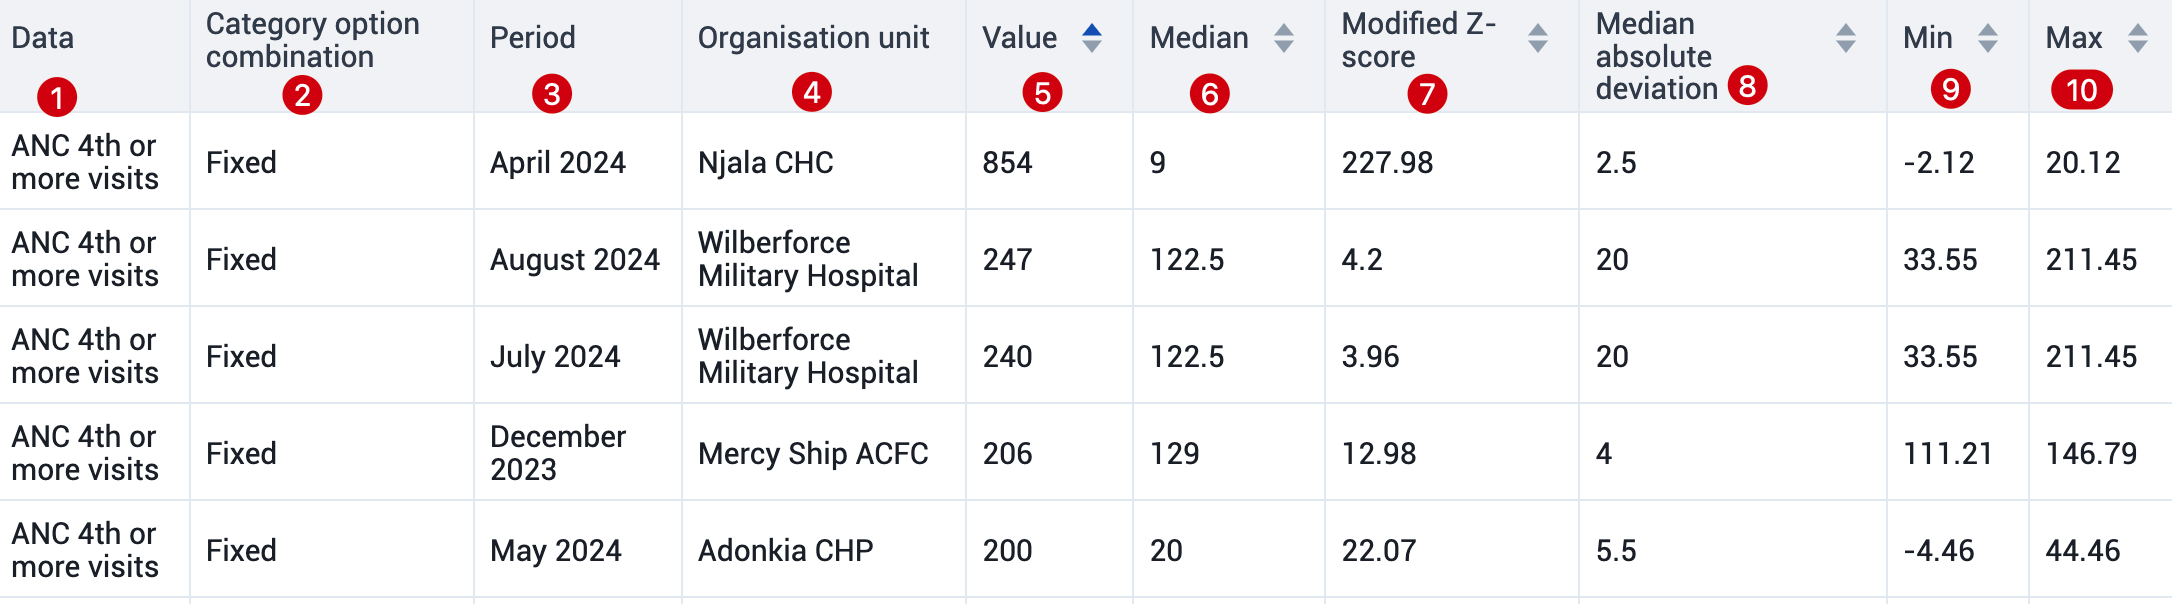 Data
Category option
combination
Period
Organisation unit
Value
Median
Modified Z-
score
Median
absolute
deviation
Min
Max
1
2
3
4
5
6
7
8
9
10
ANC 4th or
more visits
Fixed
April 2024
Njala CHC
854
9
227.98
2.5
-2.12
20.12
ANC 4th or
more visits
Fixed
August 2024
Wilberforce
Military Hospital
247
122.5
4.2
20
33.55
211.45
ANC 4th or
more visits
Fixed
July 2024
Wilberforce
Military Hospital
240
122.5
3.96
20
33.55
211.45
ANC 4th or
more visits
Fixed
December
2023
Mercy Ship ACFC
206
129
12.98
4
111.21
146.79
ANC 4th or
more visits
Fixed
May 2024
Adonkia CHP
200
20
22.07
5.5
-4.46
44.46